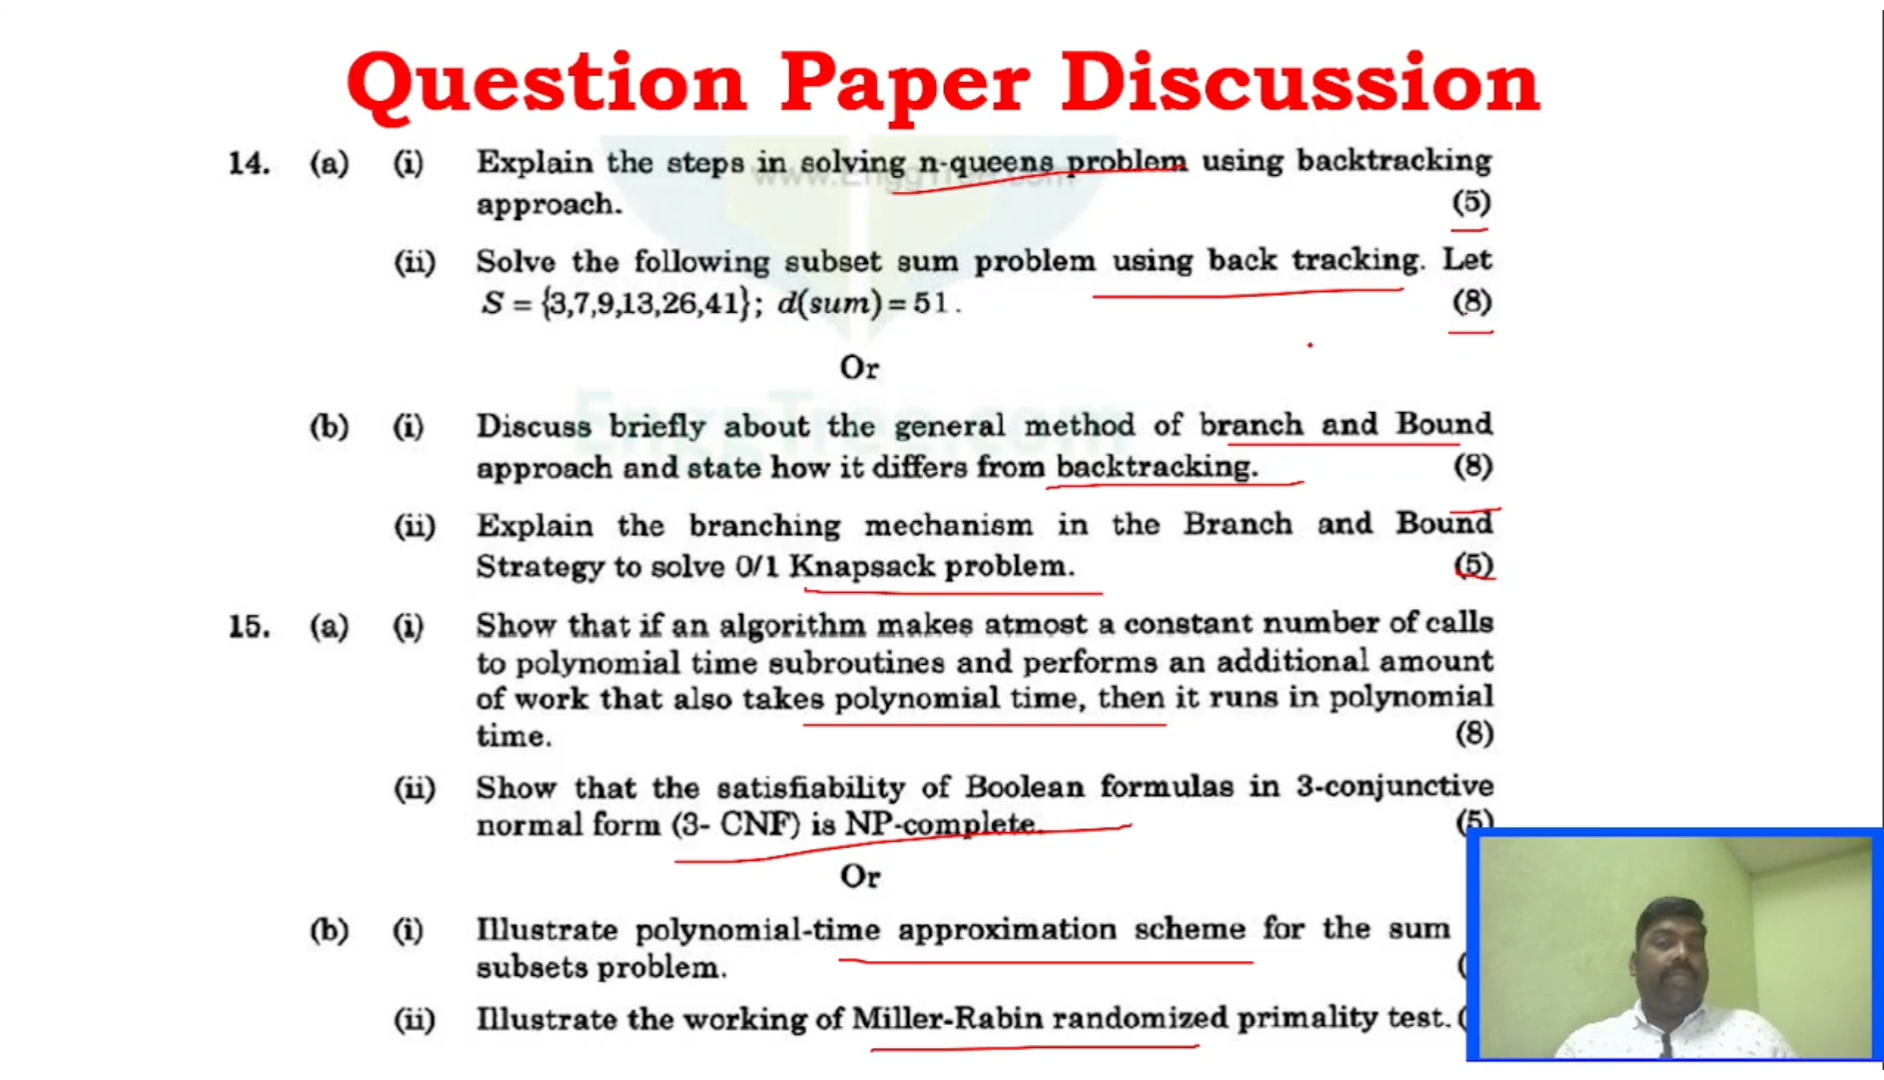 Question Paper Discussion
14. (a) (i) Explain the steps in solving n-queens problem using backtracking
approach. (5)
(ii) Solve the following subset sum problem using back tracking. Let
S = {3,7,9,13,26,41}; d(sum) = 51. (8)
Or
(b) (i) Discuss briefly about the general method of branch and Bound
approach and state how it differs from backtracking. (8)
(ii) Explain the branching mechanism in the Branch and Bound
Strategy to solve 0/1 Knapsack problem. (5)
15. (a) (i) Show that if an algorithm makes atmost a constant number of calls
to polynomial time subroutines and performs an additional amount
of work that also takes polynomial time, then it runs in polynomial
time. (8)
(ii) Show that the satisfiability of Boolean formulas in 3-conjunctive
normal form (3- CNF) is NP-complete. (5)
Or
(b) (i) Illustrate polynomial-time approximation scheme for the sum
subsets problem. (
(ii) Illustrate the working of Miller-Rabin randomized primality test. (
www.EnggTree.com
EnggTree.com